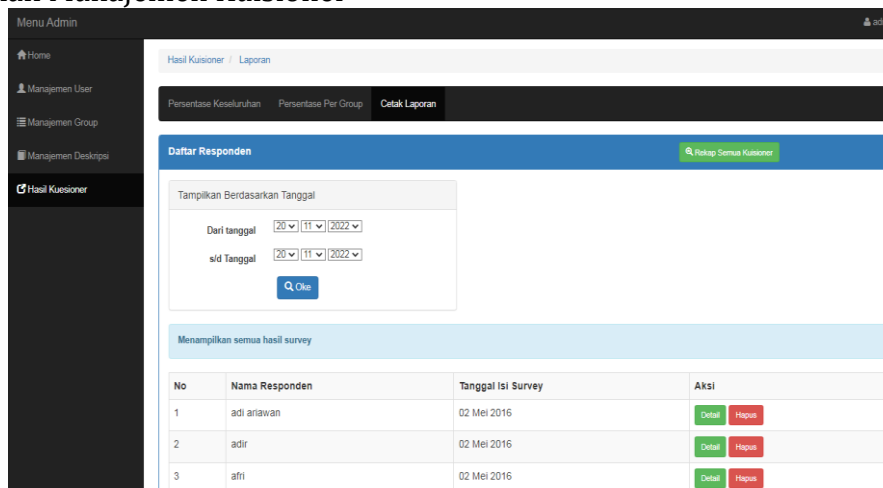 Manajemen Kuisioner
Menu Admin
Home
Hasil Kuisioner / Laporan
Manajemen User
Persentase Keseluruhan Persentase Per Group Cetak Laporan
Manajemen Group
Manajemen Deskripsi
Daftar Responden Rekap Semua Kuisioner
Hasil Kuesioner
Tampilkan Berdasarkan Tanggal
Dari tanggal 20 11 2022
s/d Tanggal 20 11 2022
Oke
Menampilkan semua hasil survey
No Nama Responden Tanggal Isi Survey Aksi
1 adi ariawan 02 Mei 2016 Detail Hapus
2 adir 02 Mei 2016 Detail Hapus
3 afri 02 Mei 2016 Detail Hapus